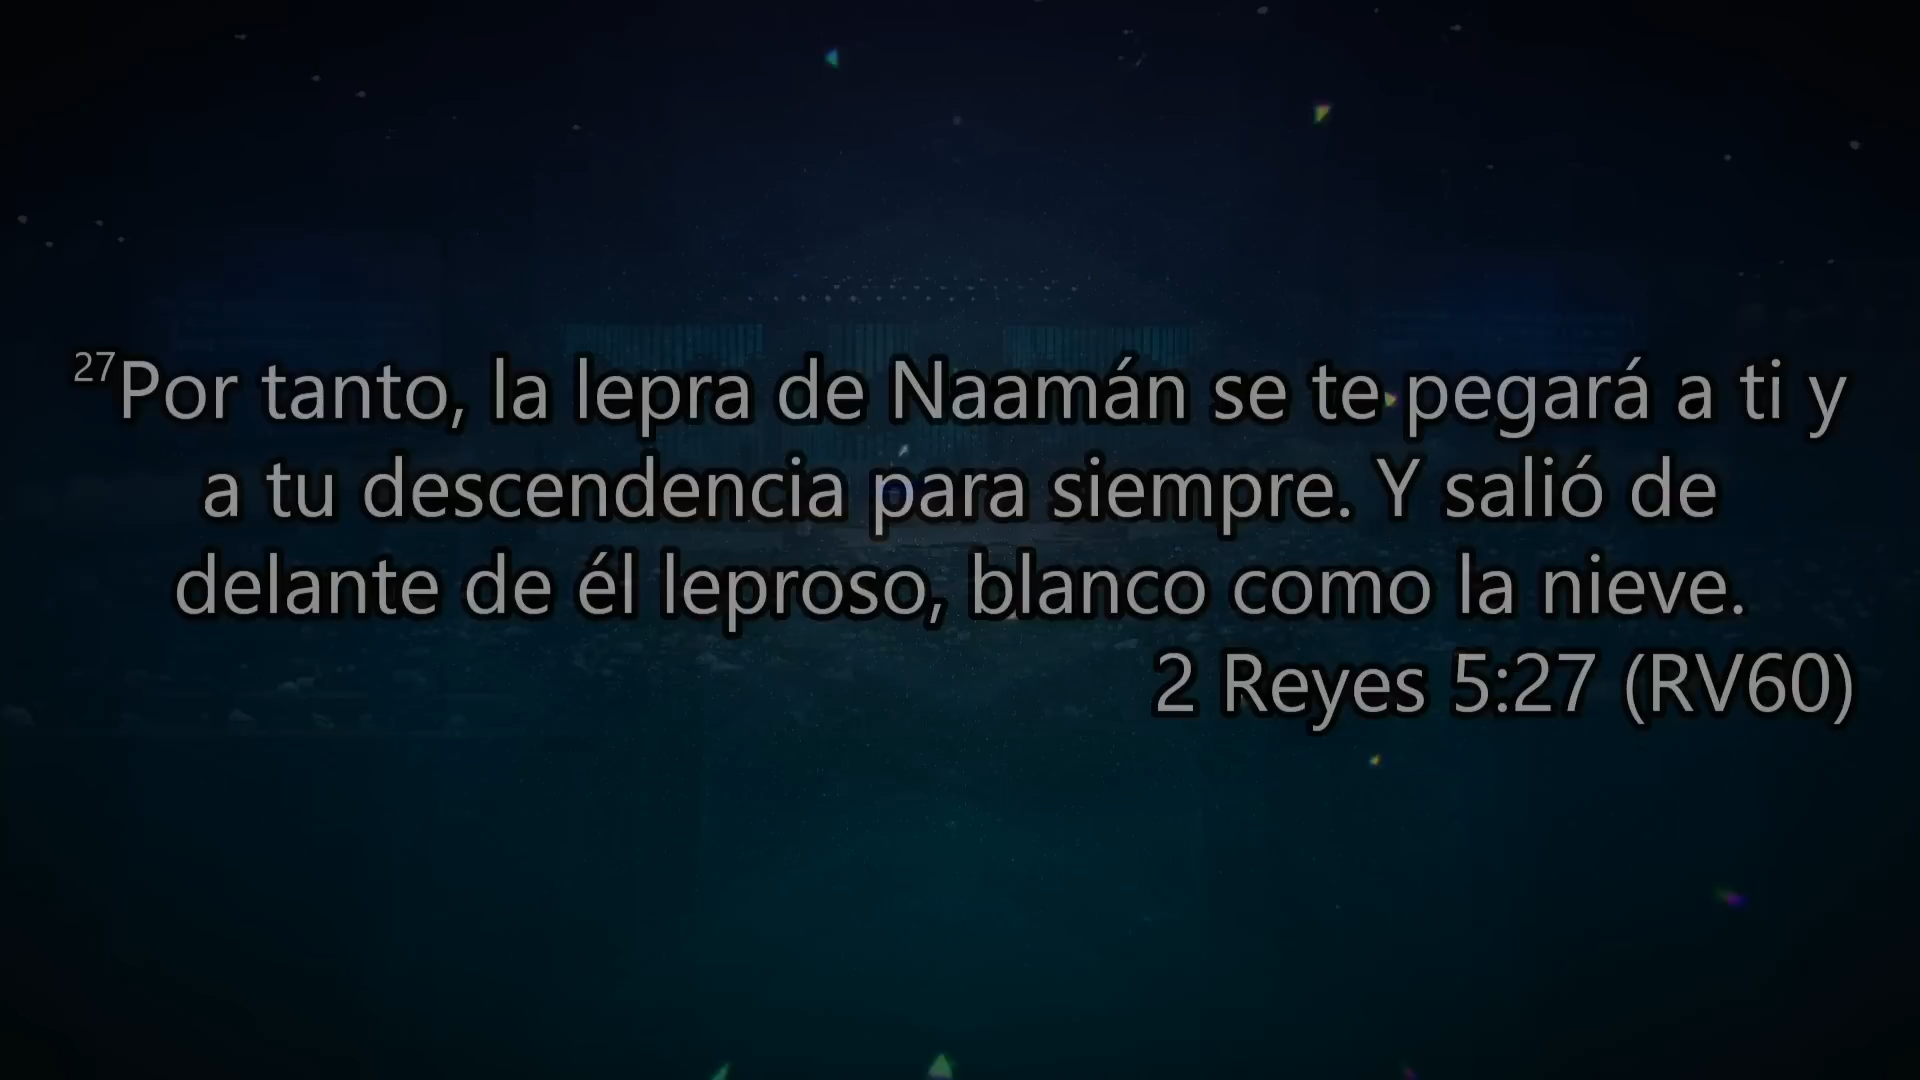 27Por tanto, la lepra de Naamán se te pegará a ti y
a tu descendencia para siempre. Y salió de
delante de él leproso, blanco como la nieve.
2 Reyes 5:27 (RV60)